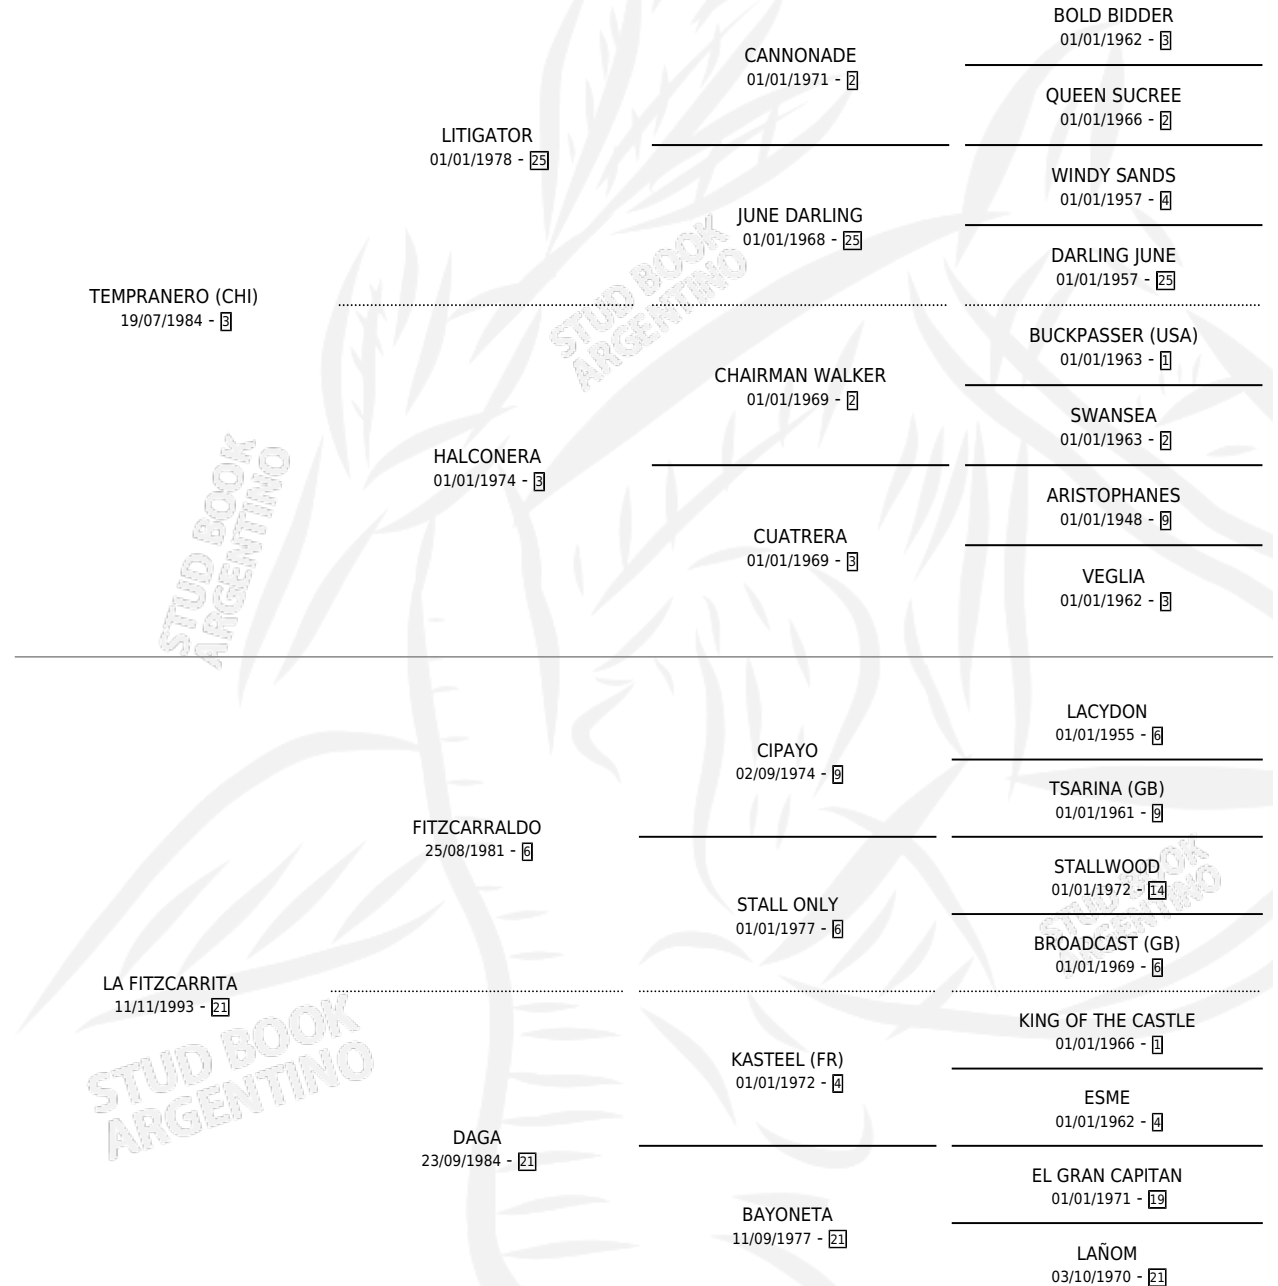 BOLD BIDDER
01/01/1962 - 3
CANNONADE
01/01/1971 - 2
QUEEN SUCREE
01/01/1966 - 2
LITIGATOR
01/01/1978 - 25
WINDY SANDS
01/01/1957 - 4
JUNE DARLING
01/01/1968 - 25
DARLING JUNE
01/01/1957 - 25
TEMPRANERO (CHI)
19/07/1984 - 3
BUCKPASSER (USA)
01/01/1963 - 1
CHAIRMAN WALKER
01/01/1969 - 2
SWANSEA
01/01/1963 - 2
HALCONERA
01/01/1974 - 3
ARISTOPHANES
01/01/1948 - 9
CUATRERA
01/01/1969 - 3
VEGLIA
01/01/1962 - 3
LACYDON
01/01/1955 - 6
CIPAYO
02/09/1974 - 9
TSARINA (GB)
01/01/1961 - 9
FITZCARRALDO
25/08/1981 - 6
STALLWOOD
01/01/1972 - 14
STALL ONLY
01/01/1977 - 6
BROADCAST (GB)
01/01/1969 - 6
LA FITZCARRITA
11/11/1993 - 21
KING OF THE CASTLE
01/01/1966 - 1
KASTEEL (FR)
01/01/1972 - 4
ESME
01/01/1962 - 4
DAGA
23/09/1984 - 21
EL GRAN CAPITAN
01/01/1971 - 19
BAYONETA
11/09/1977 - 21
LAÑOM
03/10/1970 - 21
STUD BOOK
ARGENTINO
STUD BOOK
ARGENTINO
STUD BOOK
ARGENTINO
STUD BOOK
ARGENTINO